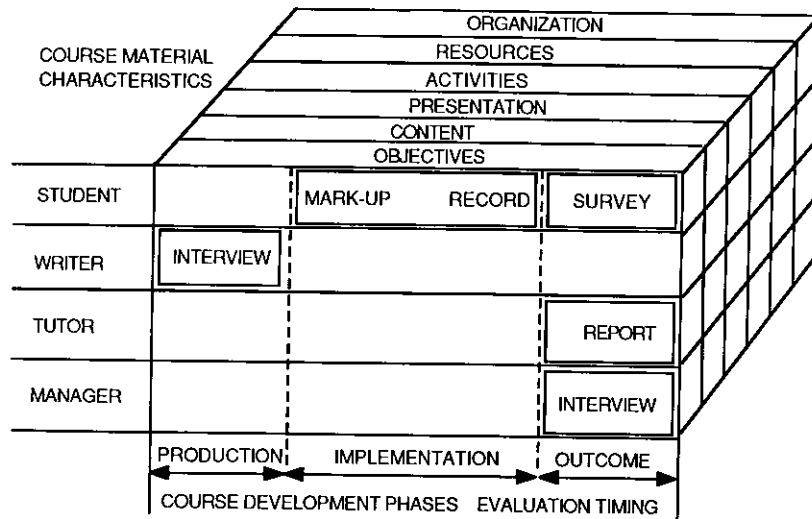 ORGANIZATION
COURSE MATERIAL
CHARACTERISTICS
RESOURCES
ACTIVITIES
PRESENTATION
CONTENT
OBJECTIVES
STUDENT
MARK-UP RECORD
SURVEY
WRITER
INTERVIEW
TUTOR
REPORT
MANAGER
INTERVIEW
PRODUCTION
IMPLEMENTATION
OUTCOME
COURSE DEVELOPMENT PHASES EVALUATION TIMING